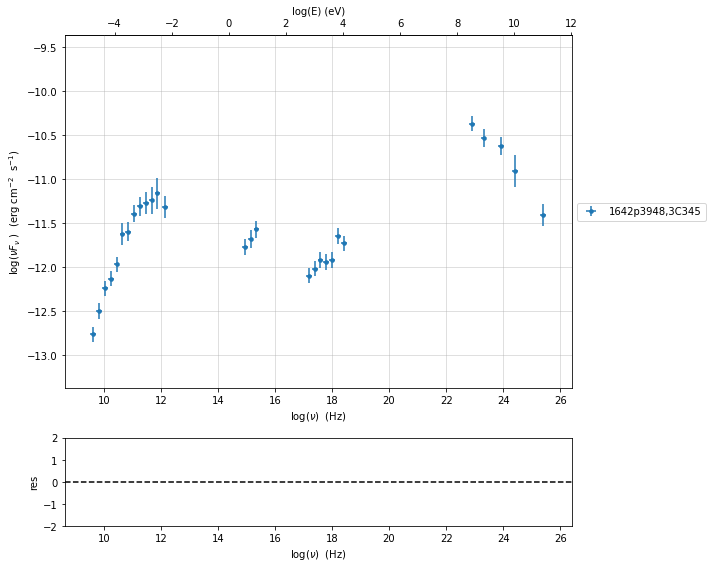 log(E) (eV)
−4 −2 0 2 4 6 8 10 12
−9.5
−10.0
−10.5
−11.0
−11.5
−12.0
−12.5
−13.0
log(νFν ) (erg cm−2 s−1)
1642p3948,3C345
10 12 14 16 18 20 22 24 26
log(ν) (Hz)
2
1
0
−1
−2
res
10 12 14 16 18 20 22 24 26
log(ν) (Hz)